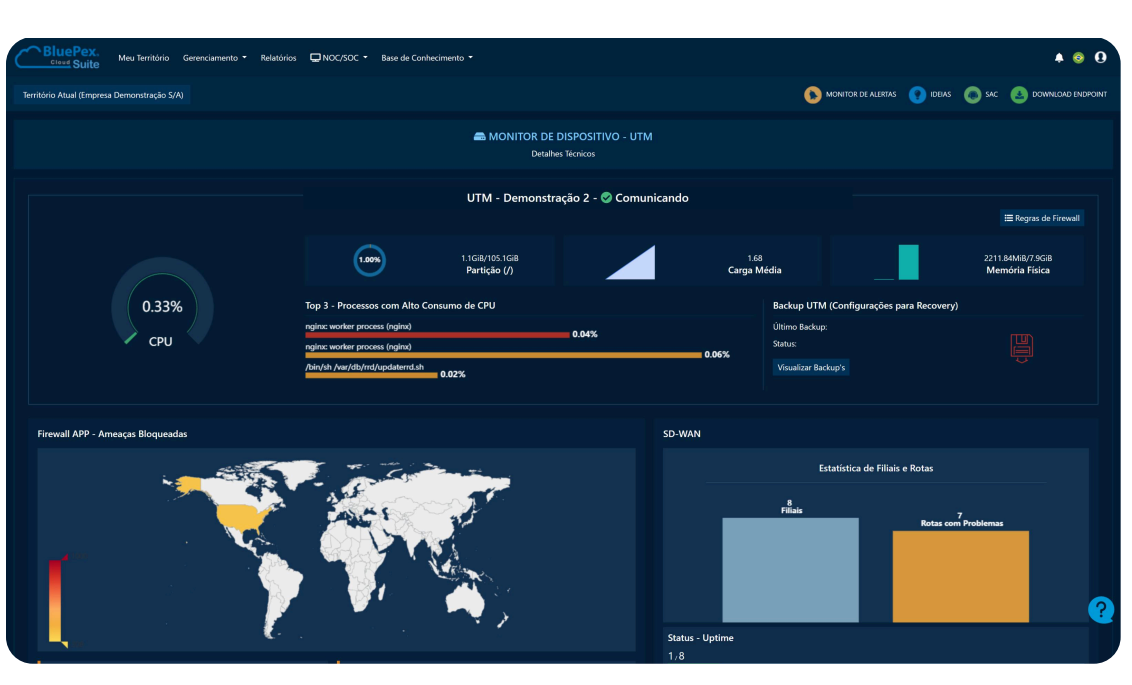 BluePex.
Cloud Suite
Meu Território Gerenciamento Relatórios NOC/SOC Base de Conhecimento
Território Atual (Empresa Demonstração S/A)
MONITOR DE ALERTAS IDEIAS SAC DOWNLOAD ENDPOINT
MONITOR DE DISPOSITIVO - UTM
Detalhes Técnicos
UTM - Demonstração 2 - Comunicando
Regras de Firewall
0.33%
CPU
1.00%
1.1GiB/105.1GiB
Partição (/)
1.68
Carga Média
2211.84MiB/7.9GiB
Memória Física
Top 3 - Processos com Alto Consumo de CPU
nginx: worker process (nginx)
0.04%
nginx: worker process (nginx)
0.06%
/bin/sh /var/db/rrd/updaterrd.sh
0.02%
Backup UTM (Configurações para Recovery)
Último Backup:
Status:
Visualizar Backup's
Firewall APP - Ameaças Bloqueadas
SD-WAN
Estatística de Filiais e Rotas
8
Filiais
7
Rotas com Problemas
Status - Uptime
1/8
?